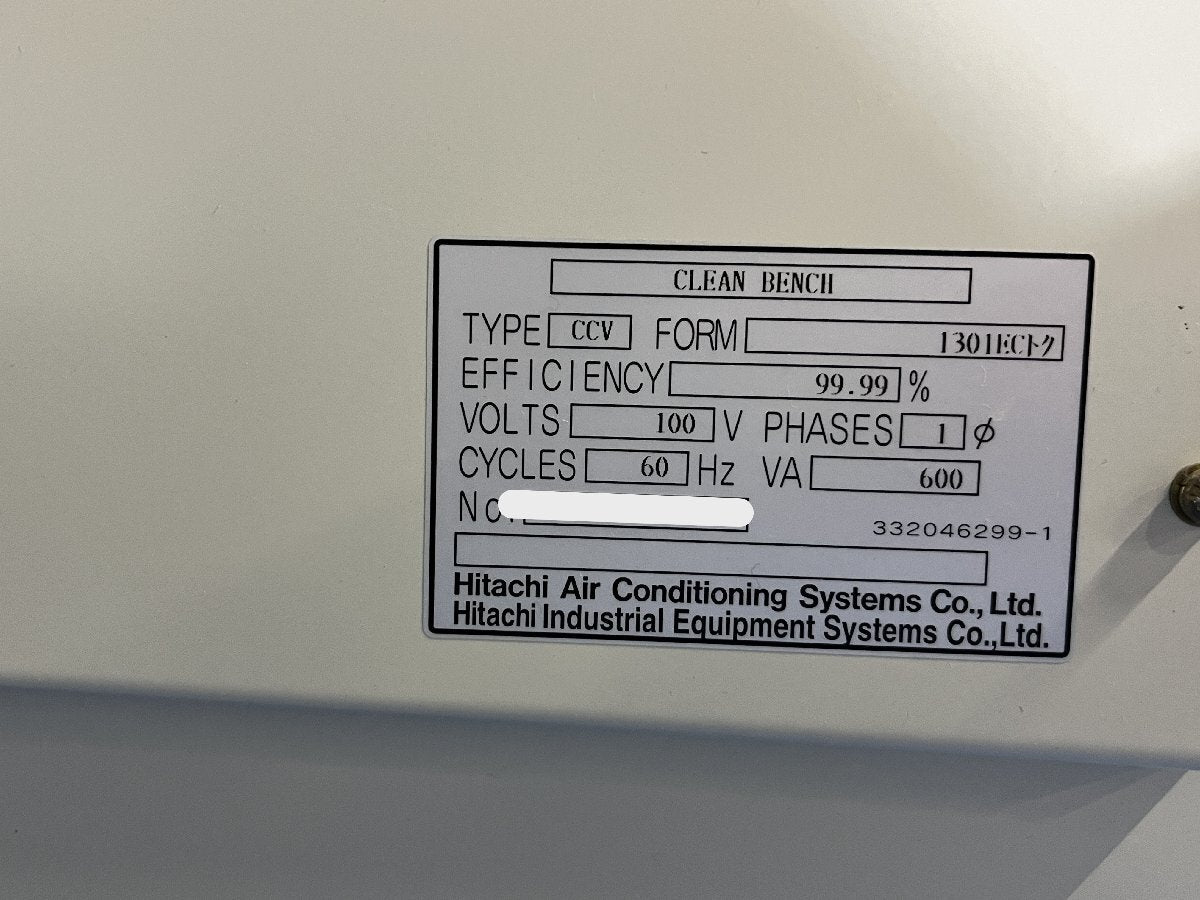 CLEAN BENCH
TYPE CCV FORM 1301ECトク
EFFICIENCY 99.99 %
VOLTS 100 V PHASES 1 φ
CYCLES 60 Hz VA 600
No.
332046299-1
Hitachi Air Conditioning Systems Co., Ltd.
Hitachi Industrial Equipment Systems Co.,Ltd.